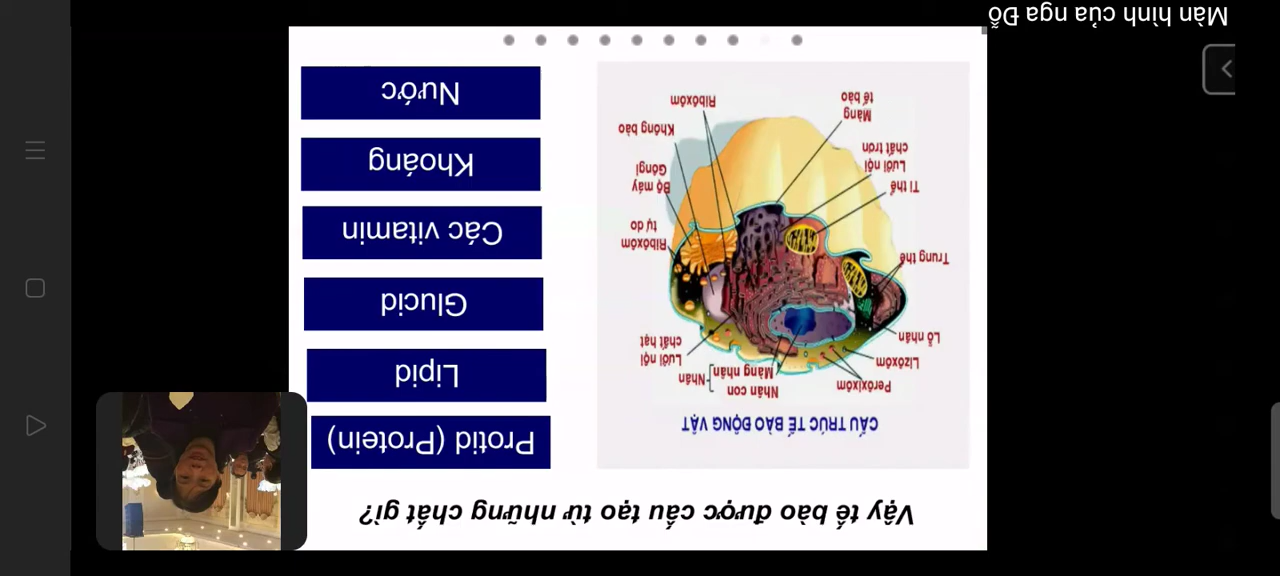 Màn hình của nga Đỗ
Vậy tế bào được cấu tạo từ những chất gì?
CẤU TRÚC TẾ BÀO ĐỘNG VẬT
Peróxixôm
Nhân con
Màng nhân
Nhân
Lizôxôm
Lưới nội
chất hạt
Lỗ nhân
Trung thể
Ribôxôm
tự do
Ti thể
Bộ máy
Gôngi
Lưới nội
chất trơn
Không bào
Màng
tế bào
Ribôxôm
Protid (Protein)
Lipid
Glucid
Các vitamin
Khoáng
Nước